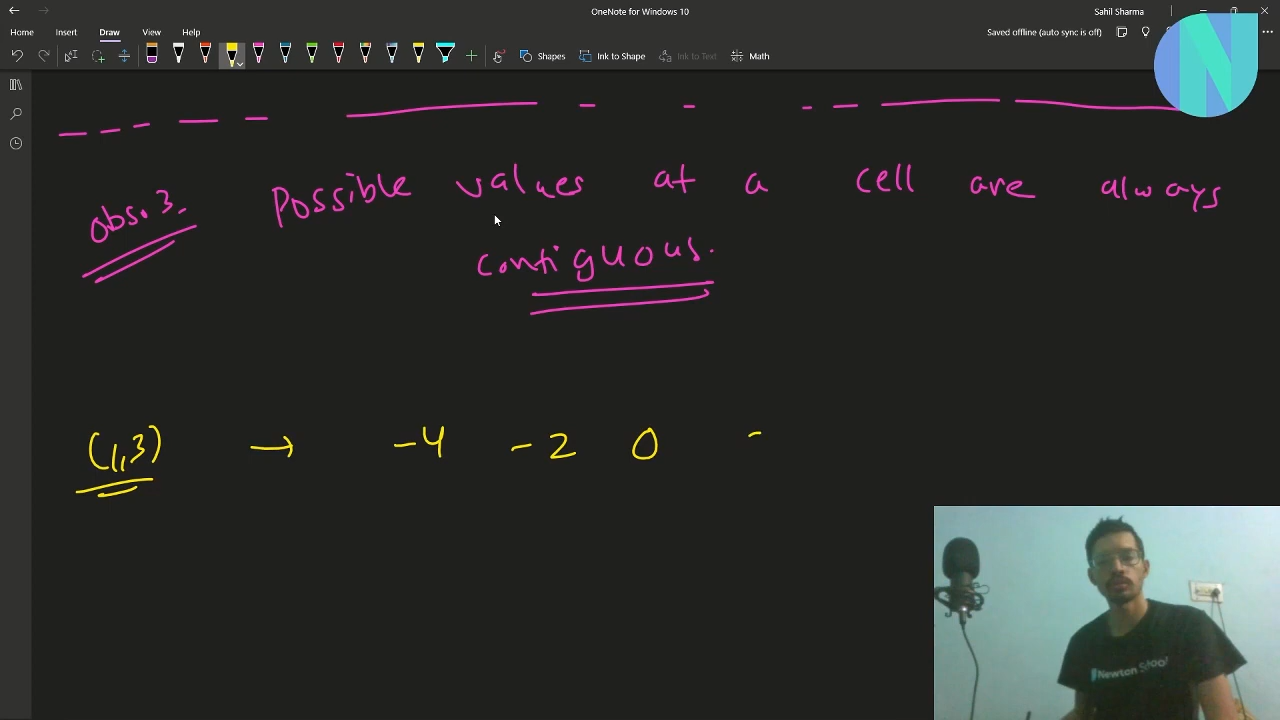 OneNote for Windows 10
Sahil Sharma
Home Insert Draw View Help
Saved offline (auto sync is off)
Shapes Ink to Shape Ink to Text Math
obs. 3. Possible values at a cell are always
contiguous.
(1,3) → -4 -2 0 -
Newton School